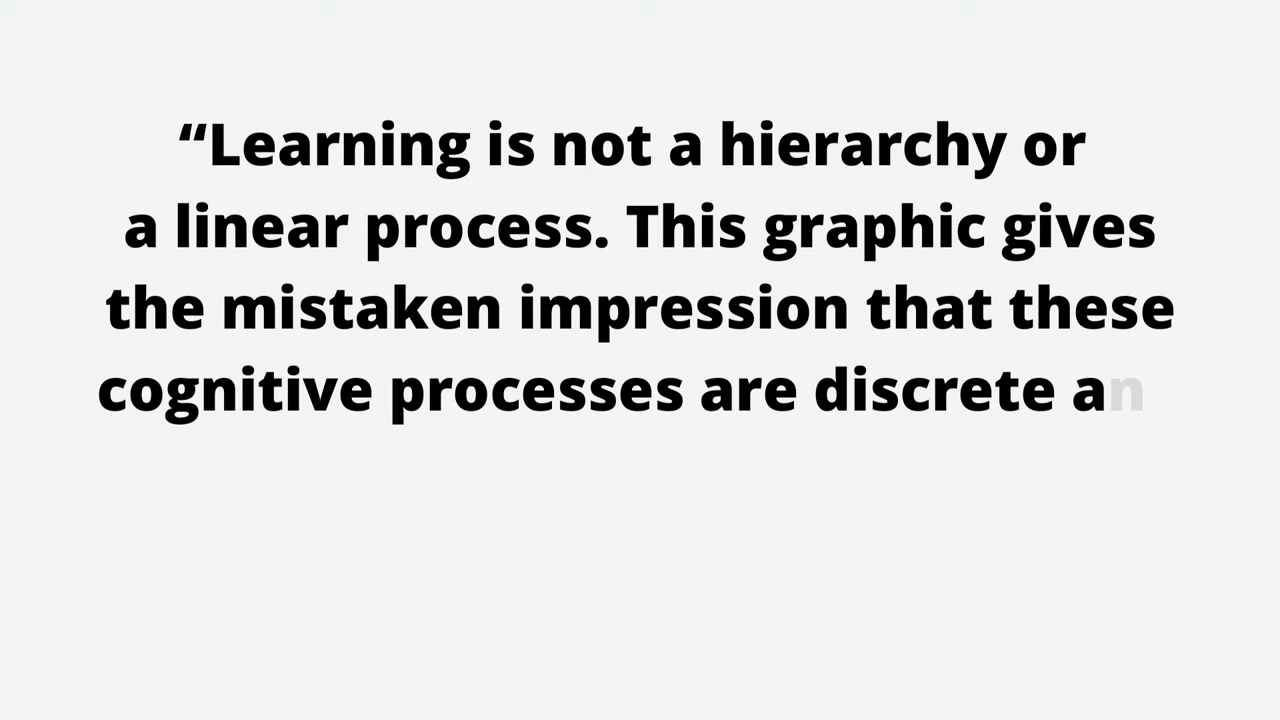 “Learning is not a hierarchy or
a linear process. This graphic gives
the mistaken impression that these
cognitive processes are discrete an